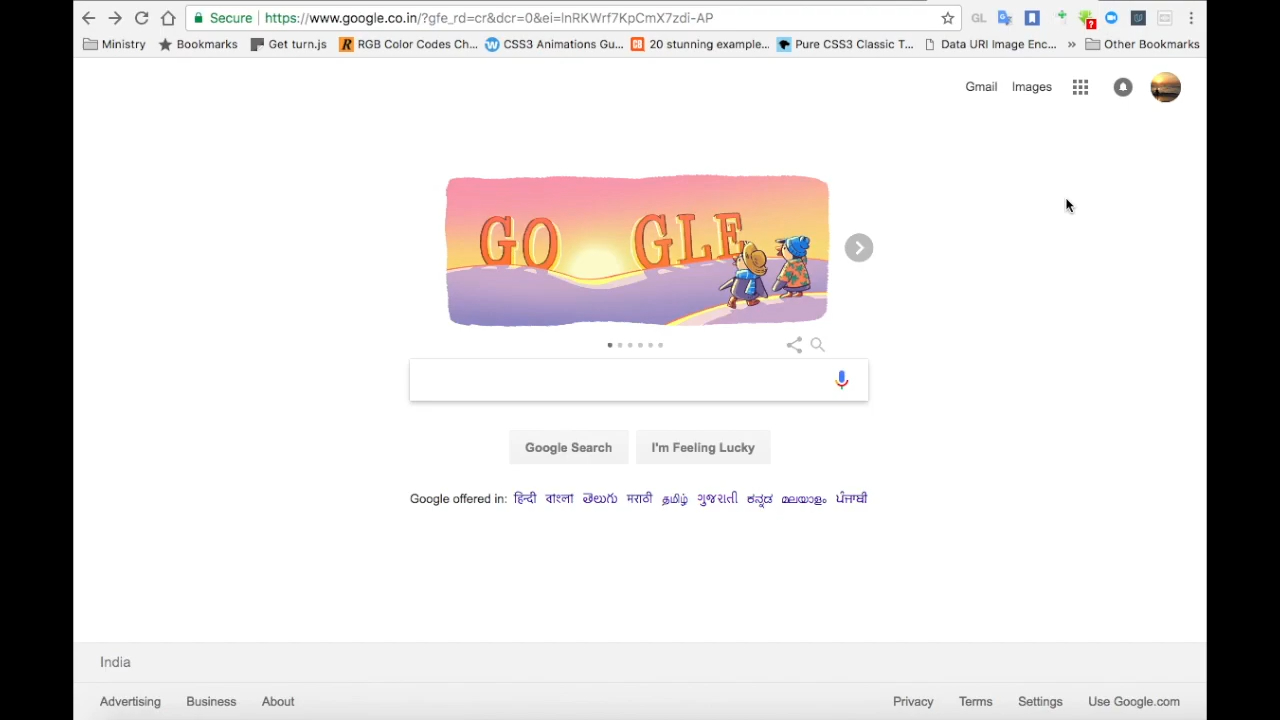 Secure https://www.google.co.in/?gfe_rd=cr&dcr=0&ei=lnRKWrf7KpCmX7zdi-AP GL
Ministry Bookmarks Get turn.js RGB Color Codes Ch... CSS3 Animations Gu... 20 stunning example... Pure CSS3 Classic T... Data URI Image Enc... » Other Bookmarks
Gmail Images
GO GLE
Google Search I'm Feeling Lucky
Google offered in: हिन्दी বাংলা తెలుగు मराठी தமிழ் ગુજરાતી ಕನ್ನಡ മലയാളം ਪੰਜਾਬੀ
India
Advertising Business About Privacy Terms Settings Use Google.com